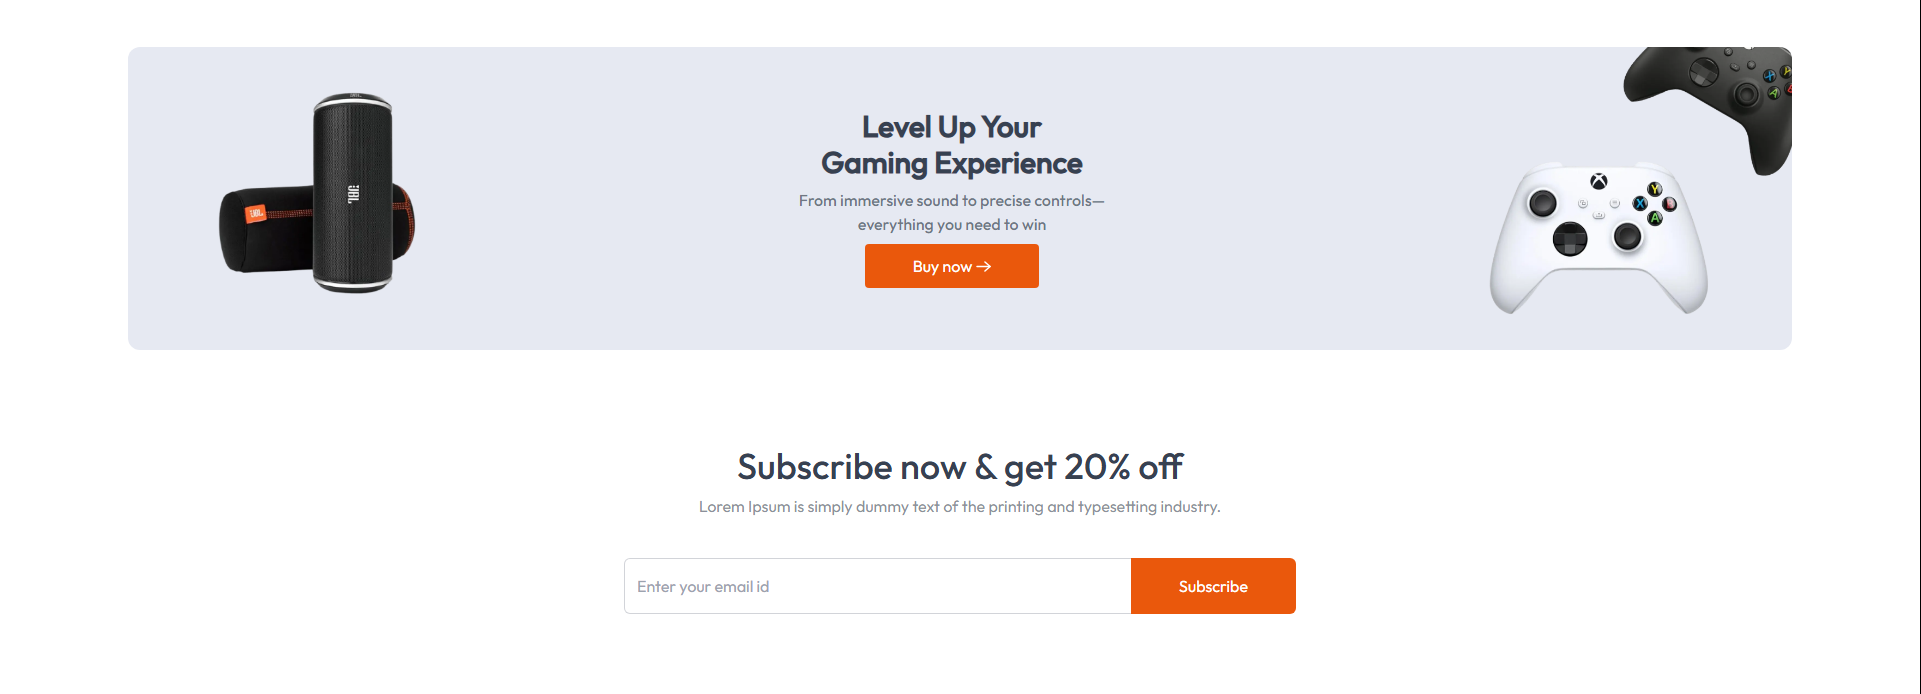 JBL
JBL
Level Up Your
Gaming Experience
From immersive sound to precise controls—
everything you need to win
Buy now →
Y
X
A
X
Y
A
B
Subscribe now & get 20% off
Lorem Ipsum is simply dummy text of the printing and typesetting industry.
Enter your email id
Subscribe